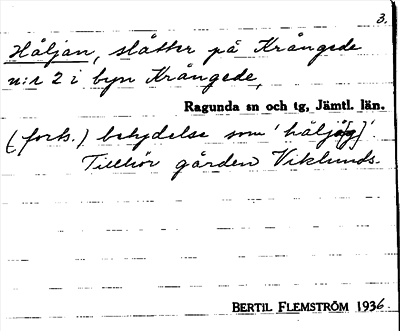 3.
Håljan, slåtter på Krångede
n:r 2 i byn Krångede,
Ragunda sn och tg, Jämtl. län.
(forts.) betydelse som 'hålj
Tillhör gården Viklunds.
BERTIL FLEMSTRÖM 1936.